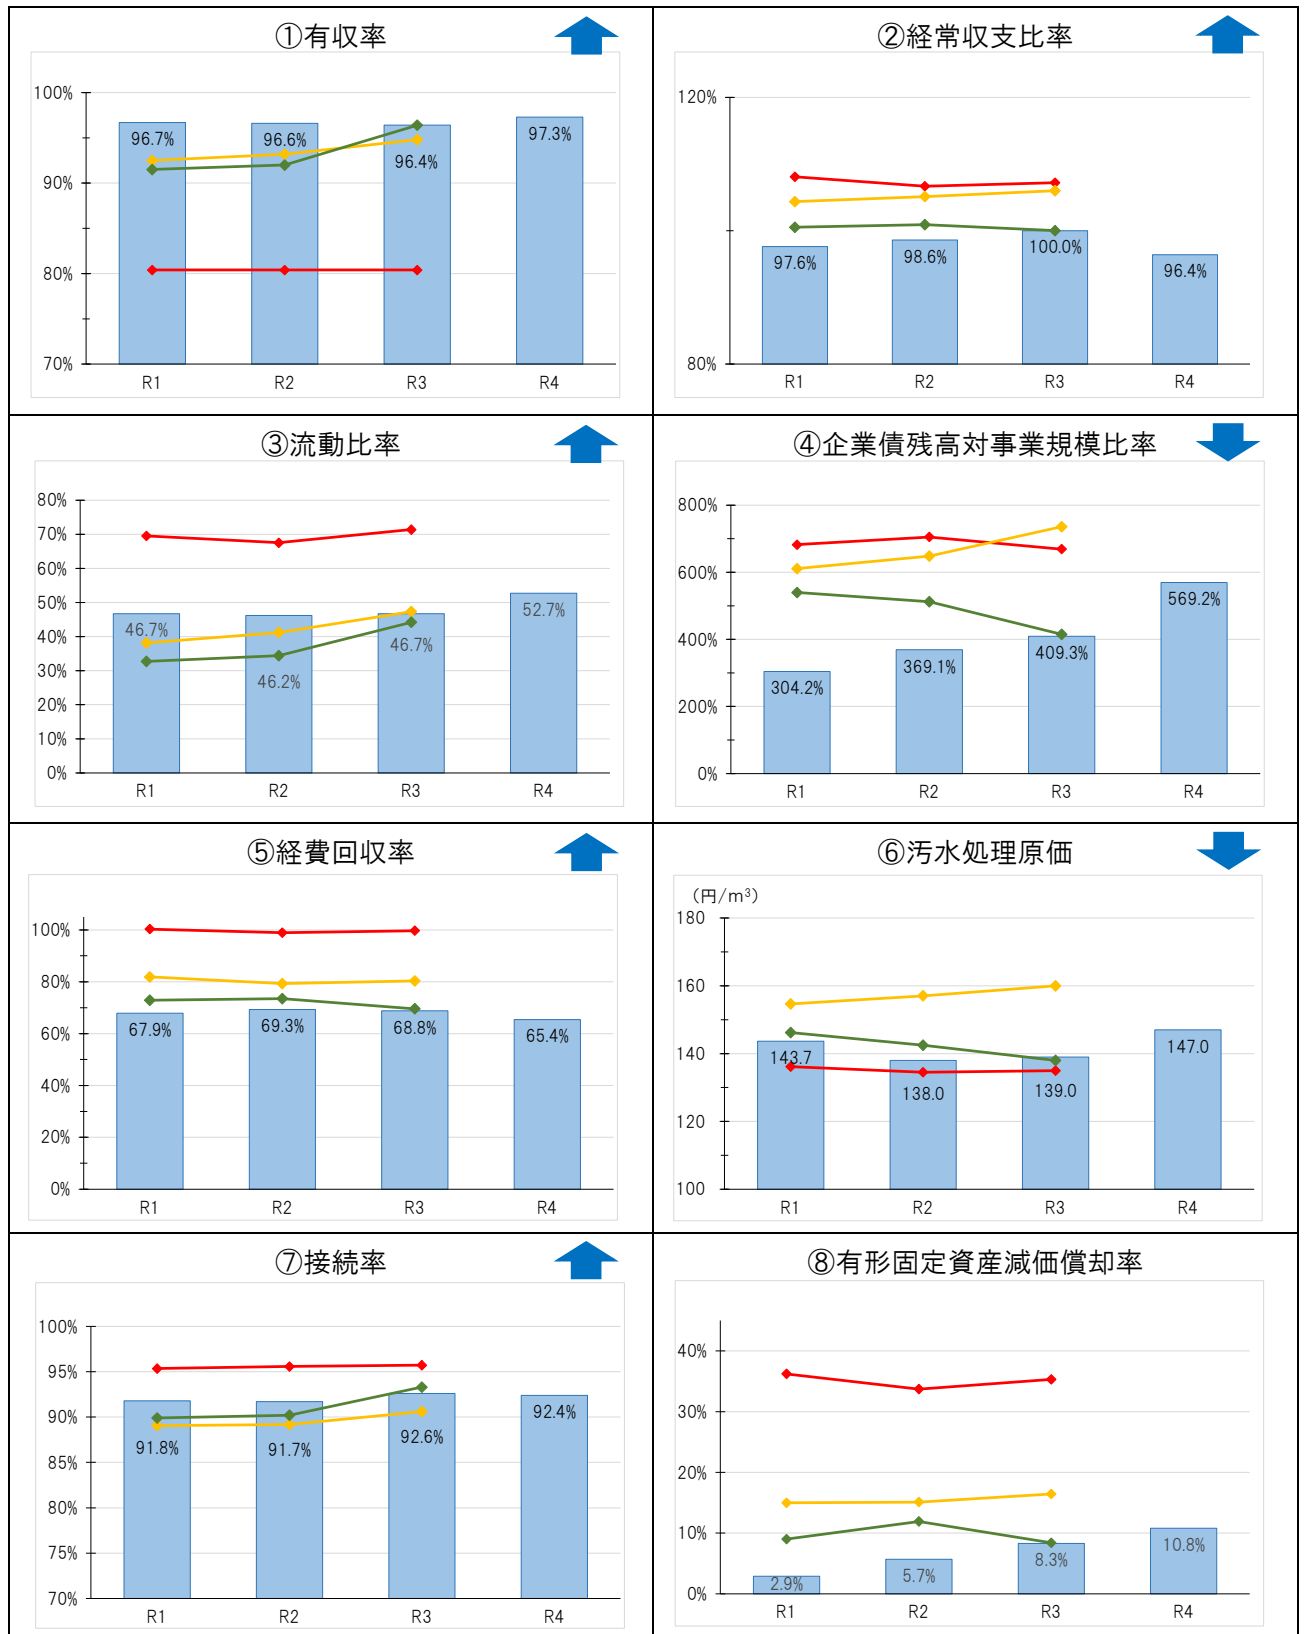 ①有収率
100%
90%
80%
70%
96.7%
96.6%
96.4%
97.3%
R1
R2
R3
R4
②経常収支比率
120%
80%
97.6%
98.6%
100.0%
96.4%
R1
R2
R3
R4
③流動比率
80%
70%
60%
50%
40%
30%
20%
10%
0%
46.7%
46.2%
46.7%
52.7%
R1
R2
R3
R4
④企業債残高対事業規模比率
800%
600%
400%
200%
0%
304.2%
369.1%
409.3%
569.2%
R1
R2
R3
R4
⑤経費回収率
100%
80%
60%
40%
20%
0%
67.9%
69.3%
68.8%
65.4%
R1
R2
R3
R4
⑥汚水処理原価
（円/m³）
180
160
140
120
100
143.7
138.0
139.0
147.0
R1
R2
R3
R4
⑦接続率
100%
95%
90%
85%
80%
75%
70%
91.8%
91.7%
92.6%
92.4%
R1
R2
R3
R4
⑧有形固定資産減価償却率
40%
30%
20%
10%
0%
2.9%
5.7%
8.3%
10.8%
R1
R2
R3
R4